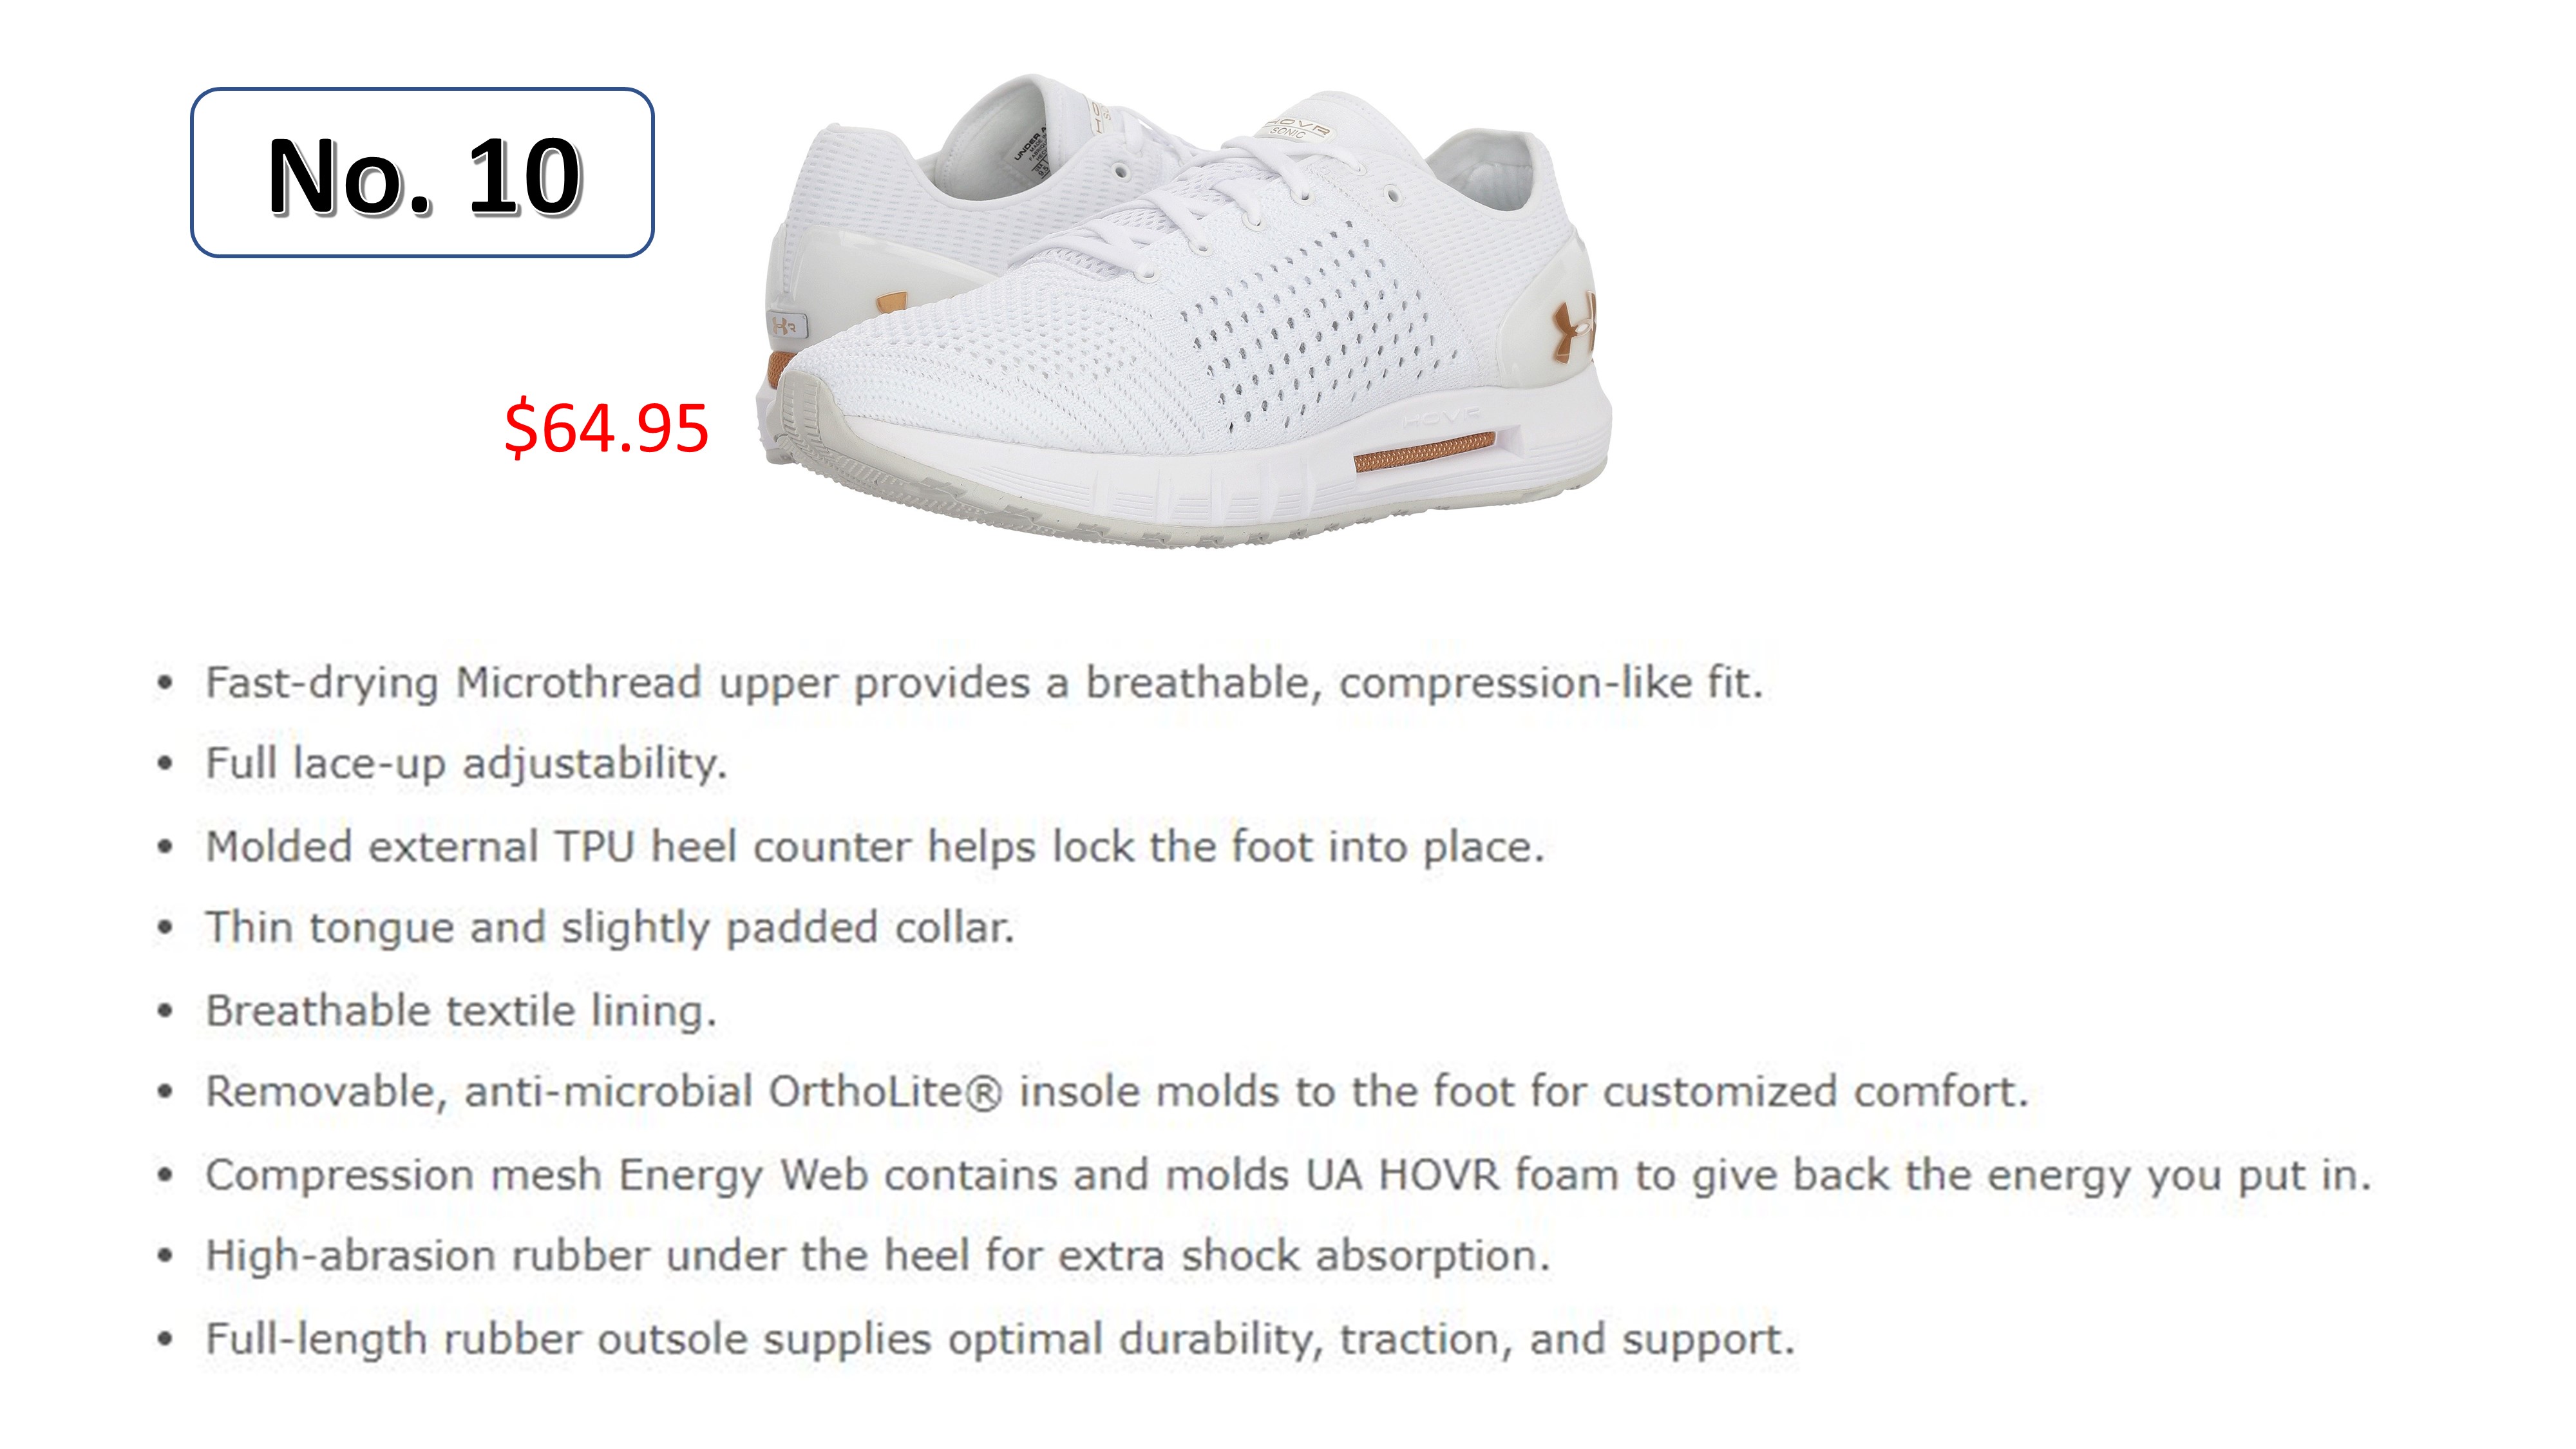 No. 10
HOVR
SONIC
UNDER
HOVR
$64.95
• Fast-drying Microthread upper provides a breathable, compression-like fit.
• Full lace-up adjustability.
• Molded external TPU heel counter helps lock the foot into place.
• Thin tongue and slightly padded collar.
• Breathable textile lining.
• Removable, anti-microbial OrthoLite® insole molds to the foot for customized comfort.
• Compression mesh Energy Web contains and molds UA HOVR foam to give back the energy you put in.
• High-abrasion rubber under the heel for extra shock absorption.
• Full-length rubber outsole supplies optimal durability, traction, and support.